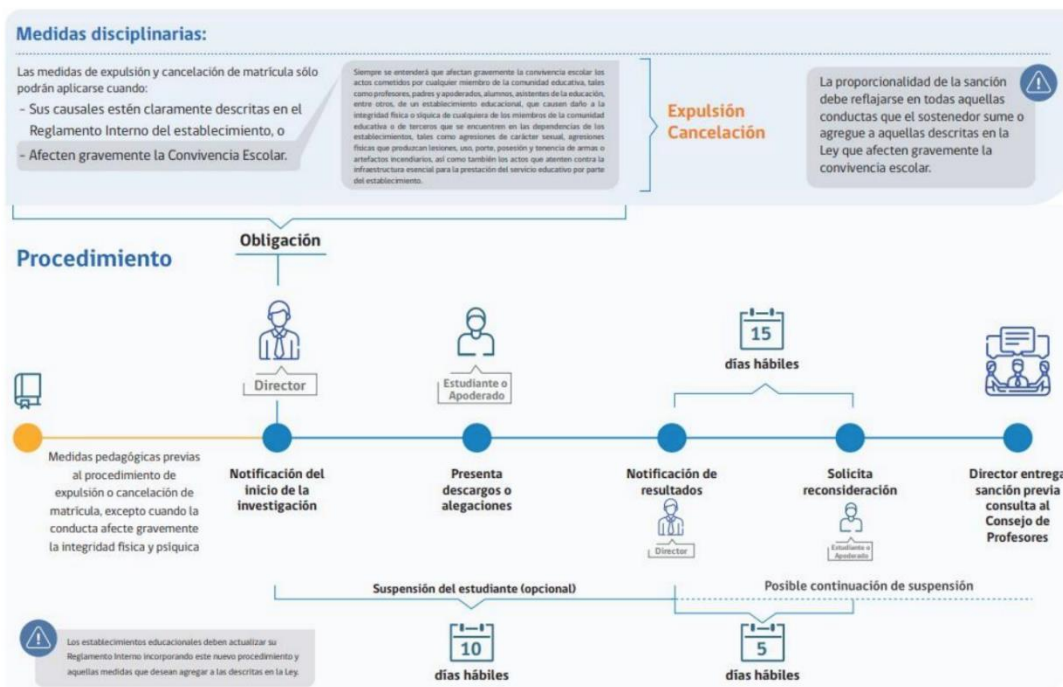 Medidas disciplinarias:
Las medidas de expulsión y cancelación de matrícula sólo
podrán aplicarse cuando:
- Sus causales estén claramente descritas en el
Reglamento Interno del establecimiento, o
- Afecten gravemente la Convivencia Escolar.
Siempre se entenderá que afectan gravemente la convivencia escolar los
actos cometidos por cualquier miembro de la comunidad educativa, tales
como profesores, padres y apoderados, alumnos, asistentes de la educación,
entre otros, de un establecimiento educacional, que causen daño a la
integridad física o síquica de cualquiera de los miembros de la comunidad
educativa o de terceros que se encuentren en las dependencias de los
establecimientos, tales como agresiones de carácter sexual, agresiones
físicas que produzcan lesiones, uso, porte, posesión y tenencia de armas o
artefactos incendiarios, así como también los actos que atenten contra la
infraestructura esencial para la prestación del servicio educativo por parte
del establecimiento.
Expulsión
Cancelación
La proporcionalidad de la sanción
debe reflajarse en todas aquellas
conductas que el sostenedor sume o
agregue a aquellas descritas en la
Ley que afecten gravemente la
convivencia escolar.
Obligación
Procedimiento
Director
Estudiante o
Apoderado
15
días hábiles
Medidas pedagógicas previas
al procedimiento de
expulsión o cancelación de
matrícula, excepto cuando la
conducta afecte gravemente
la integridad física y psiquica
Notificación del
inicio de la
investigación
Presenta
descargos o
alegaciones
Notificación de
resultados
Director
Solicita
reconsideración
Estudiante o
Apoderado
Director entrega
sanción previa
consulta al
Consejo de
Profesores
Suspensión del estudiante (opcional)
Posible continuación de suspensión
10
días hábiles
5
días hábiles
Los establecimientos educacionales deben actualizar su
Reglamento Interno incorporando este nuevo procedimiento y
aquellas medidas que desean agregar a las descritas en la Ley.